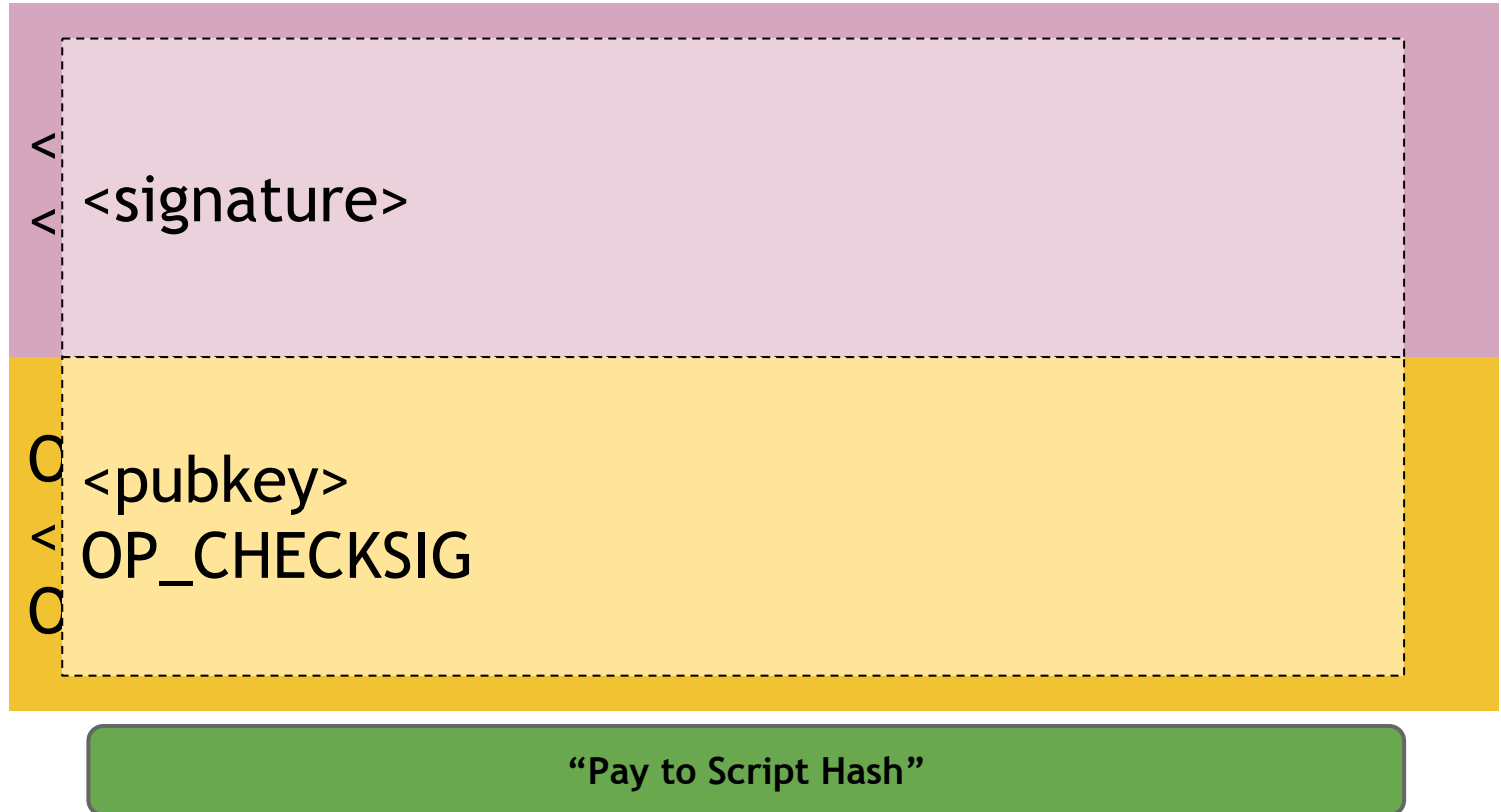 <
<signature>
<
O
<pubkey>
<
OP_CHECKSIG
O
“Pay to Script Hash”